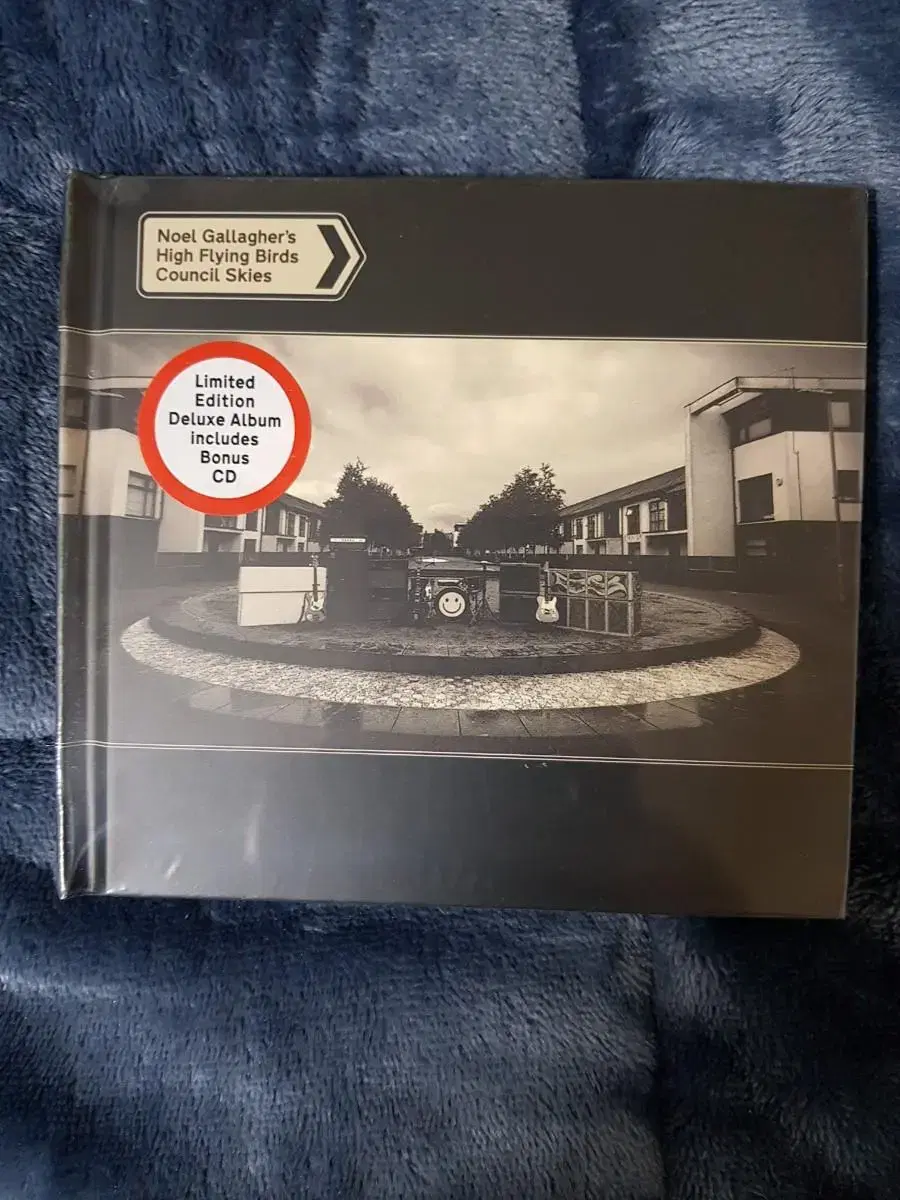 Noel Gallagher's
High Flying Birds
Council Skies
Limited
Edition
Deluxe Album
includes
Bonus
CD